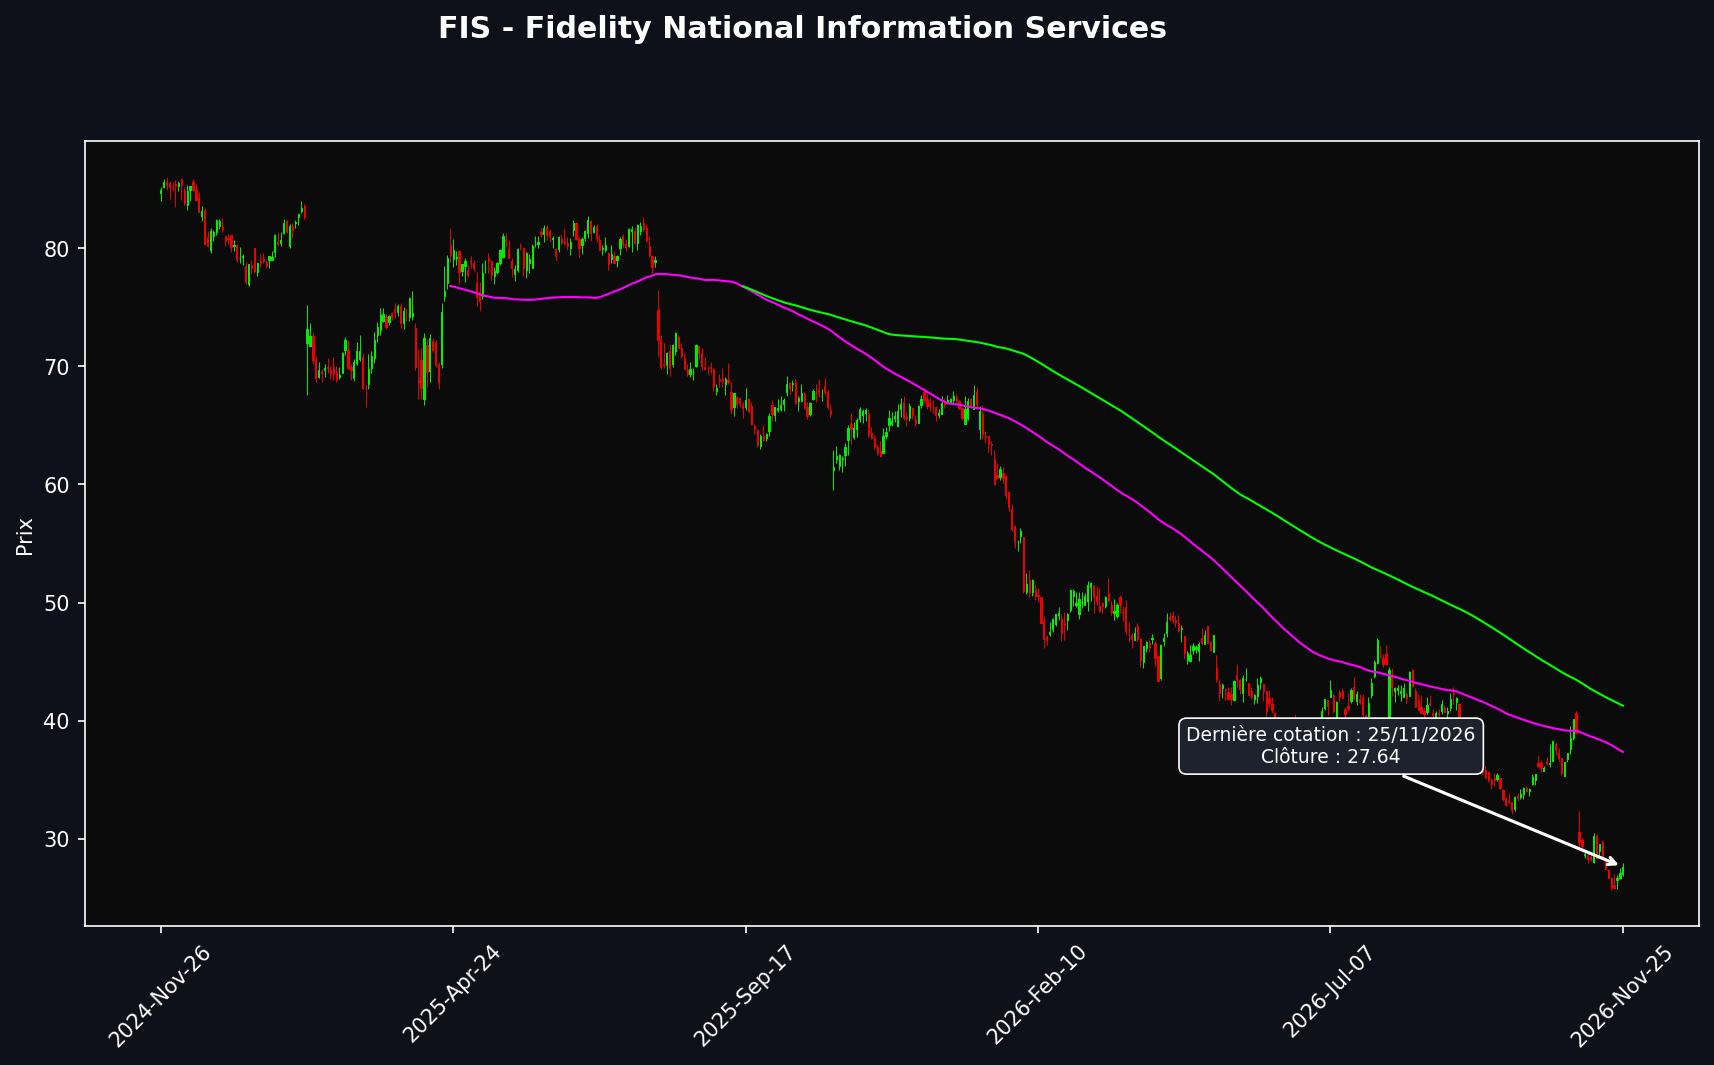 FIS - Fidelity National Information Services
Prix
80
70
60
50
40
30
Dernière cotation : 25/11/2026
Clôture : 27.64
2024-Nov-26
2025-Apr-24
2025-Sep-17
2026-Feb-10
2026-Jul-07
2026-Nov-25